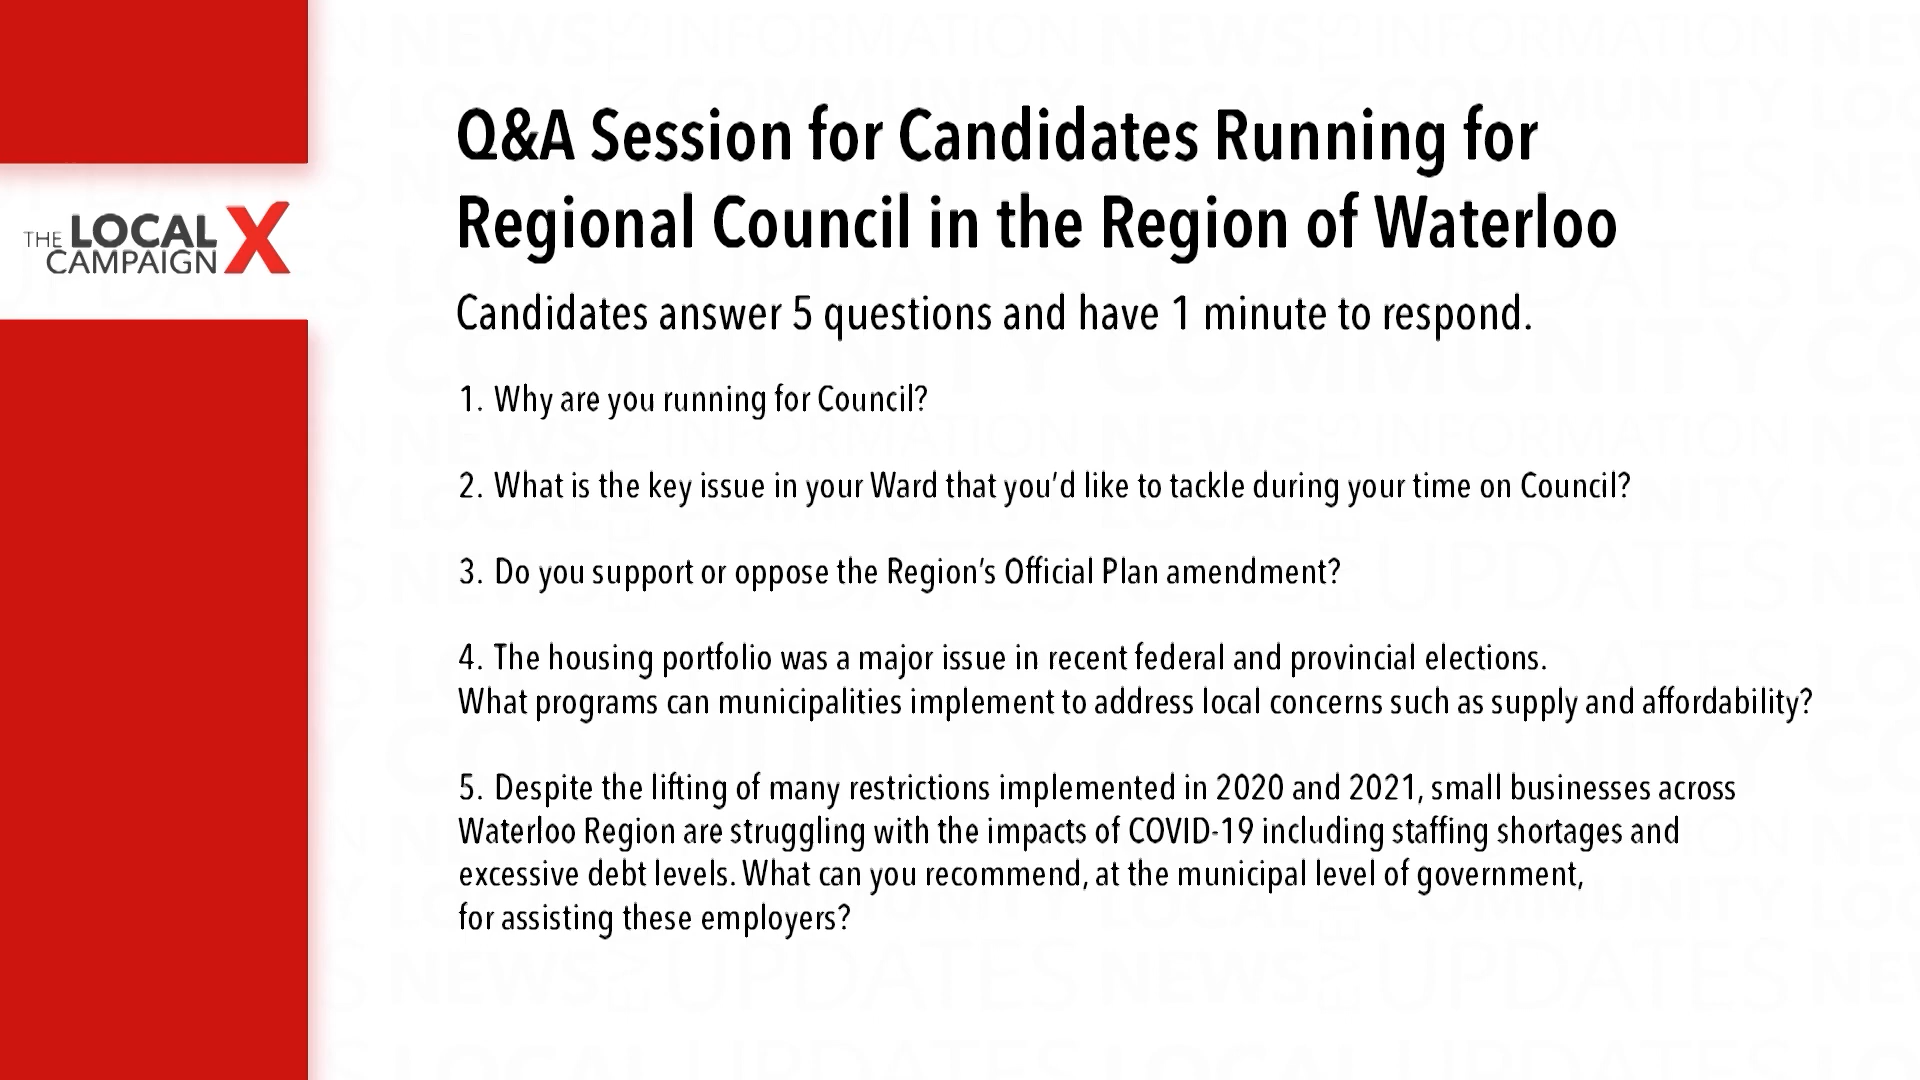 THE LOCAL
CAMPAIGN X
Q&A Session for Candidates Running for
Regional Council in the Region of Waterloo
Candidates answer 5 questions and have 1 minute to respond.
1. Why are you running for Council?
2. What is the key issue in your Ward that you’d like to tackle during your time on Council?
3. Do you support or oppose the Region’s Official Plan amendment?
4. The housing portfolio was a major issue in recent federal and provincial elections.
What programs can municipalities implement to address local concerns such as supply and affordability?
5. Despite the lifting of many restrictions implemented in 2020 and 2021, small businesses across
Waterloo Region are struggling with the impacts of COVID-19 including staffing shortages and
excessive debt levels. What can you recommend, at the municipal level of government,
for assisting these employers?